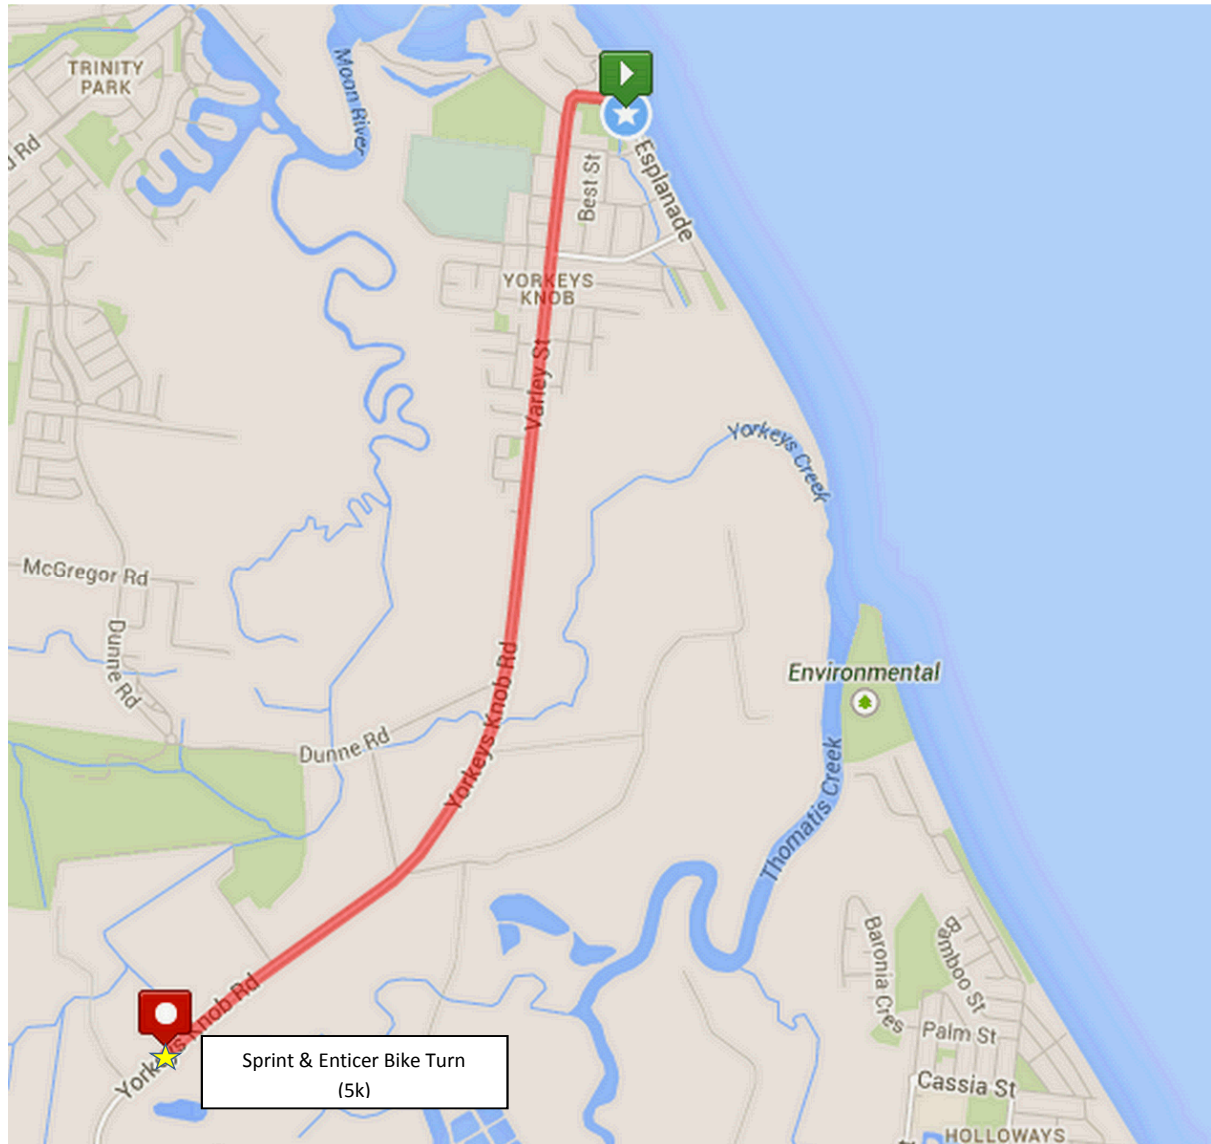 TRINITY
PARK
Moon River
Rd
Esplanade
Best St
YORKEYS
KNOB
Varley St
Yorkeys Creek
McGregor Rd
Dunne Rd
Yorkeys Knob Rd
Environmental
Dunne Rd
Thomatis Creek
Baronia Cres
Bamboo St
Yorkeys Knob Rd
Palm St
Sprint & Enticer Bike Turn
(5k)
Cassia St
HOLLOWAYS